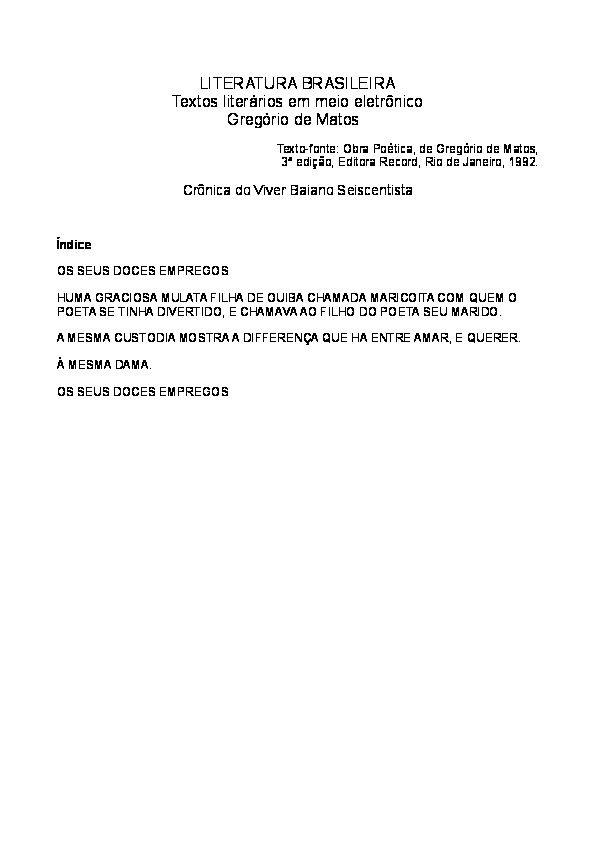 LITERATURA BRASILEIRA
Textos literários em meio eletrônico
Gregório de Matos
Texto-fonte: Obra Poética, de Gregório de Matos,
3ª edição, Editora Record, Rio de Janeiro, 1992.
Crônica do Viver Baiano Seiscentista
Índice
OS SEUS DOCES EMPREGOS
HUMA GRACIOSA MULATA FILHA DE OUIBA CHAMADA MARICOITA COM QUEM O
POETA SE TINHA DIVERTIDO, E CHAMAVA AO FILHO DO POETA SEU MARIDO.
A MESMA CUSTODIA MOSTRA A DIFFERENÇA QUE HA ENTRE AMAR, E QUERER.
À MESMA DAMA.
OS SEUS DOCES EMPREGOS